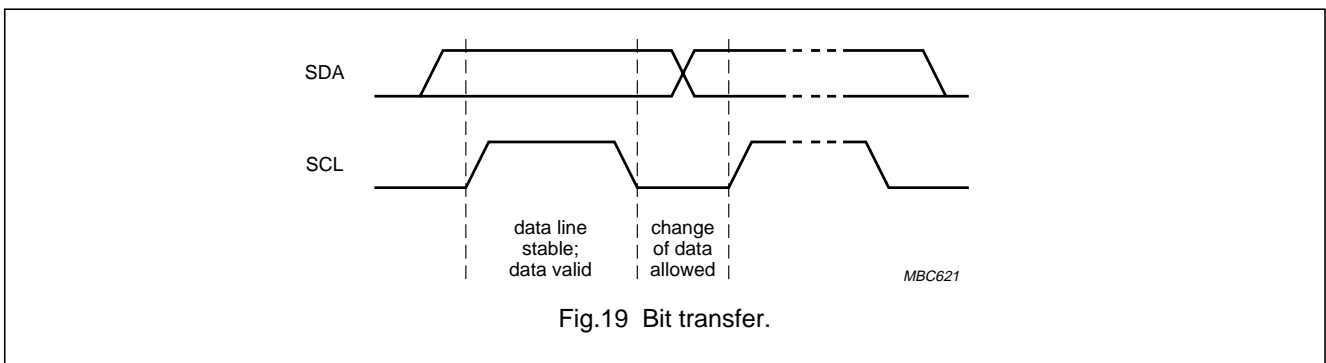 SDA
SCL
data line
stable;
data valid
change
of data
allowed
MBC621
Fig.19 Bit transfer.